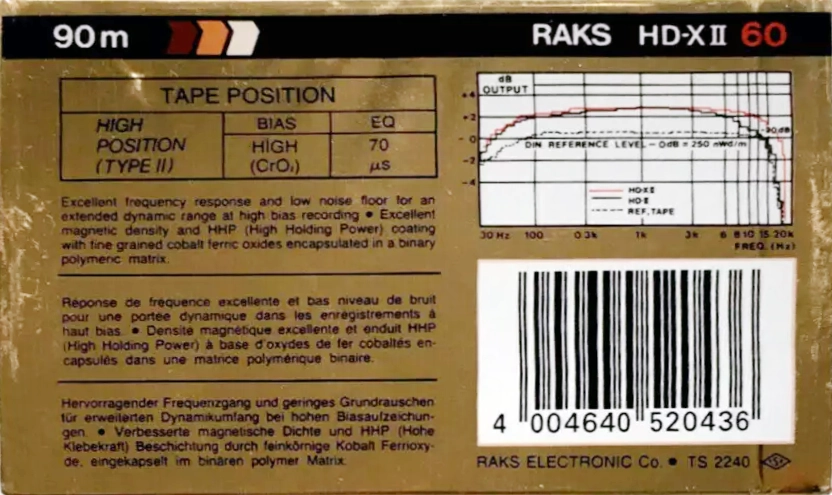 90m RAKS HD-X II 60
TAPE POSITION
HIGH POSITION (TYPE II)
BIAS EQ
HIGH (CrO₂) 70 µS
Excellent frequency response and low noise floor for an
extended dynamic range at high bias recording • Excellent
magnetic density and HHP (High Holding Power) coating
with fine grained cobalt ferric oxides encapsulated in a binary
polymeric matrix.
Réponse de fréquence excellente et bas niveau de bruit
pour une portée dynamique dans les enregistrements à
haut bias. • Densité magnétique excellente et enduit HHP
(High Holding Power) à base d'oxydes de fer cobaltés en-
capsulés dans une matrice polymérique binaire.
Hervorragender Frequenzgang und geringes Grundrauschen
für erweiterten Dynamikumfang bei hohen Biasaufzeichun-
gen. • Verbesserte magnetische Dichte und HHP (Hohe
Klebekraft) Beschichtung durch feinkörnige Kobalt Ferrioxy-
de, eingekapselt im binären polymer Matrix.
dB
OUTPUT
+4
+2
0
-2
-4
-20dB
DIN REFERENCE LEVEL - 0dB = 250 nWd/m
HD-X II
HD-II
REF. TAPE
30Hz 100 0.3k 1k 3k 6 8 10 15 20k
FREQ. (Hz)
4 004640 520436
RAKS ELECTRONIC Co. • TS 2240 TSE